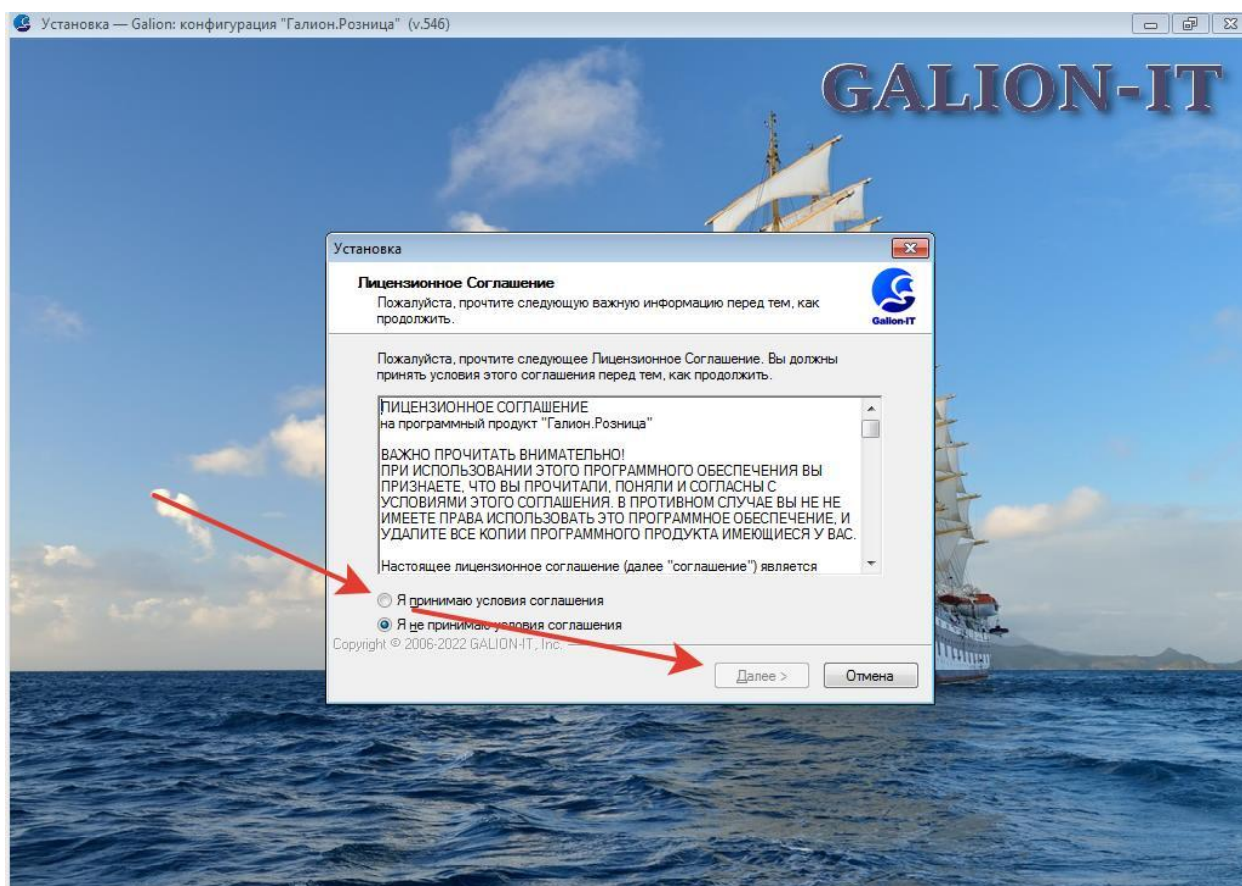 Установка — Galion: конфигурация "Галион.Розница" (v.546)
GALION-IT
Установка
Лицензионное Соглашение
Пожалуйста, прочтите следующую важную информацию перед тем, как
продолжить.
Galion-IT
Пожалуйста, прочтите следующее Лицензионное Соглашение. Вы должны
принять условия этого соглашения перед тем, как продолжить.
ЛИЦЕНЗИОННОЕ СОГЛАШЕНИЕ
на программный продукт "Галион.Розница"
ВАЖНО ПРОЧИТАТЬ ВНИМАТЕЛЬНО!
ПРИ ИСПОЛЬЗОВАНИИ ЭТОГО ПРОГРАММНОГО ОБЕСПЕЧЕНИЯ ВЫ
ПРИЗНАЕТЕ, ЧТО ВЫ ПРОЧИТАЛИ, ПОНЯЛИ И СОГЛАСНЫ С
УСЛОВИЯМИ ЭТОГО СОГЛАШЕНИЯ. В ПРОТИВНОМ СЛУЧАЕ ВЫ НЕ НЕ
ИМЕЕТЕ ПРАВА ИСПОЛЬЗОВАТЬ ЭТО ПРОГРАММНОЕ ОБЕСПЕЧЕНИЕ, И
УДАЛИТЕ ВСЕ КОПИИ ПРОГРАММНОГО ПРОДУКТА ИМЕЮЩИЕСЯ У ВАС.
Настоящее лицензионное соглашение (далее "соглашение") является
Я принимаю условия соглашения
Я не принимаю условия соглашения
Copyright © 2006-2022 GALION-IT, Inc.
Далее >
Отмена